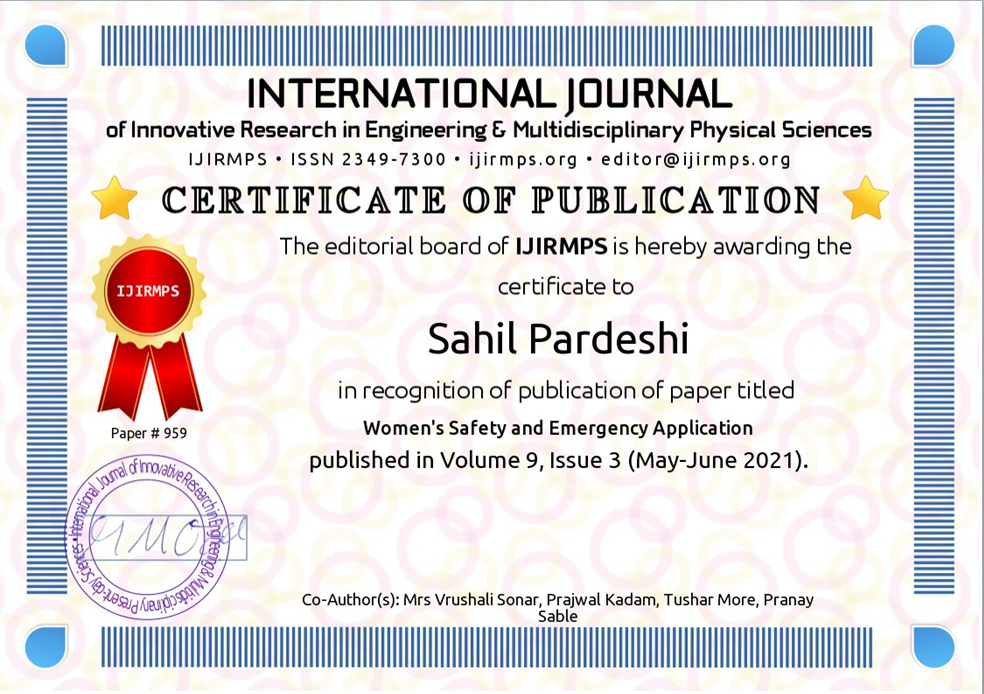 INTERNATIONAL JOURNAL
of Innovative Research in Engineering & Multidisciplinary Physical Sciences
IJIRMPS • ISSN 2349-7300 • ijirmps.org • editor@ijirmps.org
CERTIFICATE OF PUBLICATION
The editorial board of IJIRMPS is hereby awarding the
certificate to
Sahil Pardeshi
in recognition of publication of paper titled
Women's Safety and Emergency Application
published in Volume 9, Issue 3 (May-June 2021).
IJIRMPS
Paper # 959
International Journal of Innovative Research in Engineering & Multidisciplinary Present-day Sciences •
Co-Author(s): Mrs Vrushali Sonar, Prajwal Kadam, Tushar More, Pranay
Sable